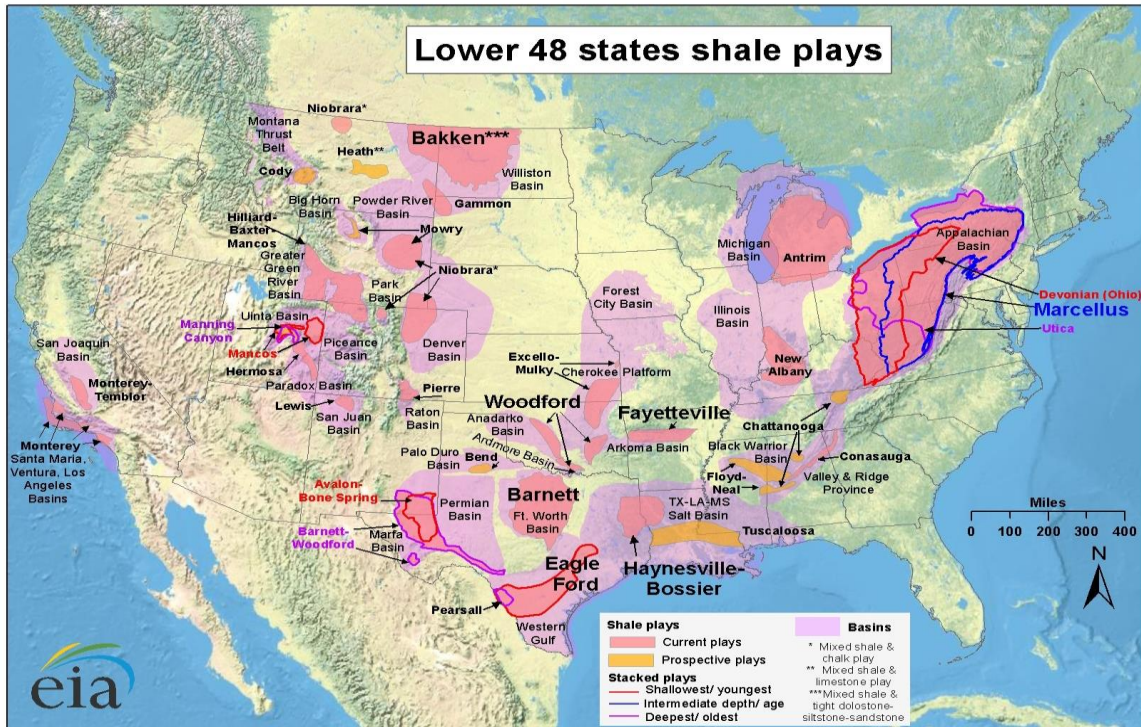 Lower 48 states shale plays
Niobrara*
Montana
Thrust
Belt
Bakken***
Heath**
Cody
Williston
Basin
Big Horn
Basin
Powder River
Basin
Gammon
Hilliard-
Baxter-
Mancos
Mowry
Greater
Green
River
Basin
Niobrara*
Park
Basin
Michigan
Basin
Antrim
Appalachian
Basin
Devonian (Ohio)
Marcellus
Utica
Forest
City Basin
Illinois
Basin
Uinta Basin
Manning
Canyon
Mancos
Piceance
Basin
Denver
Basin
Hermosa
San Joaquin
Basin
Paradox Basin
Excello-
Mulky
Cherokee Platform
New
Albany
Monterey-
Temblor
Lewis
San Juan
Basin
Pierre
Raton
Basin
Woodford
Anadarko
Basin
Fayetteville
Arkoma Basin
Chattanooga
Black Warrior
Basin
Conasauga
Monterey
Santa Maria,
Ventura, Los
Angeles
Basins
Ardmore Basin
Palo Duro
Basin
Bend
Floyd-
Neal
Valley & Ridge
Province
Avalon-
Bone Spring
Permian
Basin
Barnett
Ft. Worth
Basin
TX-LA-MS
Salt Basin
Tuscaloosa
Barnett-
Woodford
Marfa
Basin
Eagle
Ford
Haynesville-
Bossier
Pearsall
Western
Gulf
Miles
0 100 200 300 400
N
Shale plays
Current plays
Prospective plays
Stacked plays
Shallowest/ youngest
Intermediate depth/ age
Deepest/ oldest
Basins
* Mixed shale &
chalk play
** Mixed shale &
limestone play
***Mixed shale &
tight dolostone-
siltstone-sandstone
eia